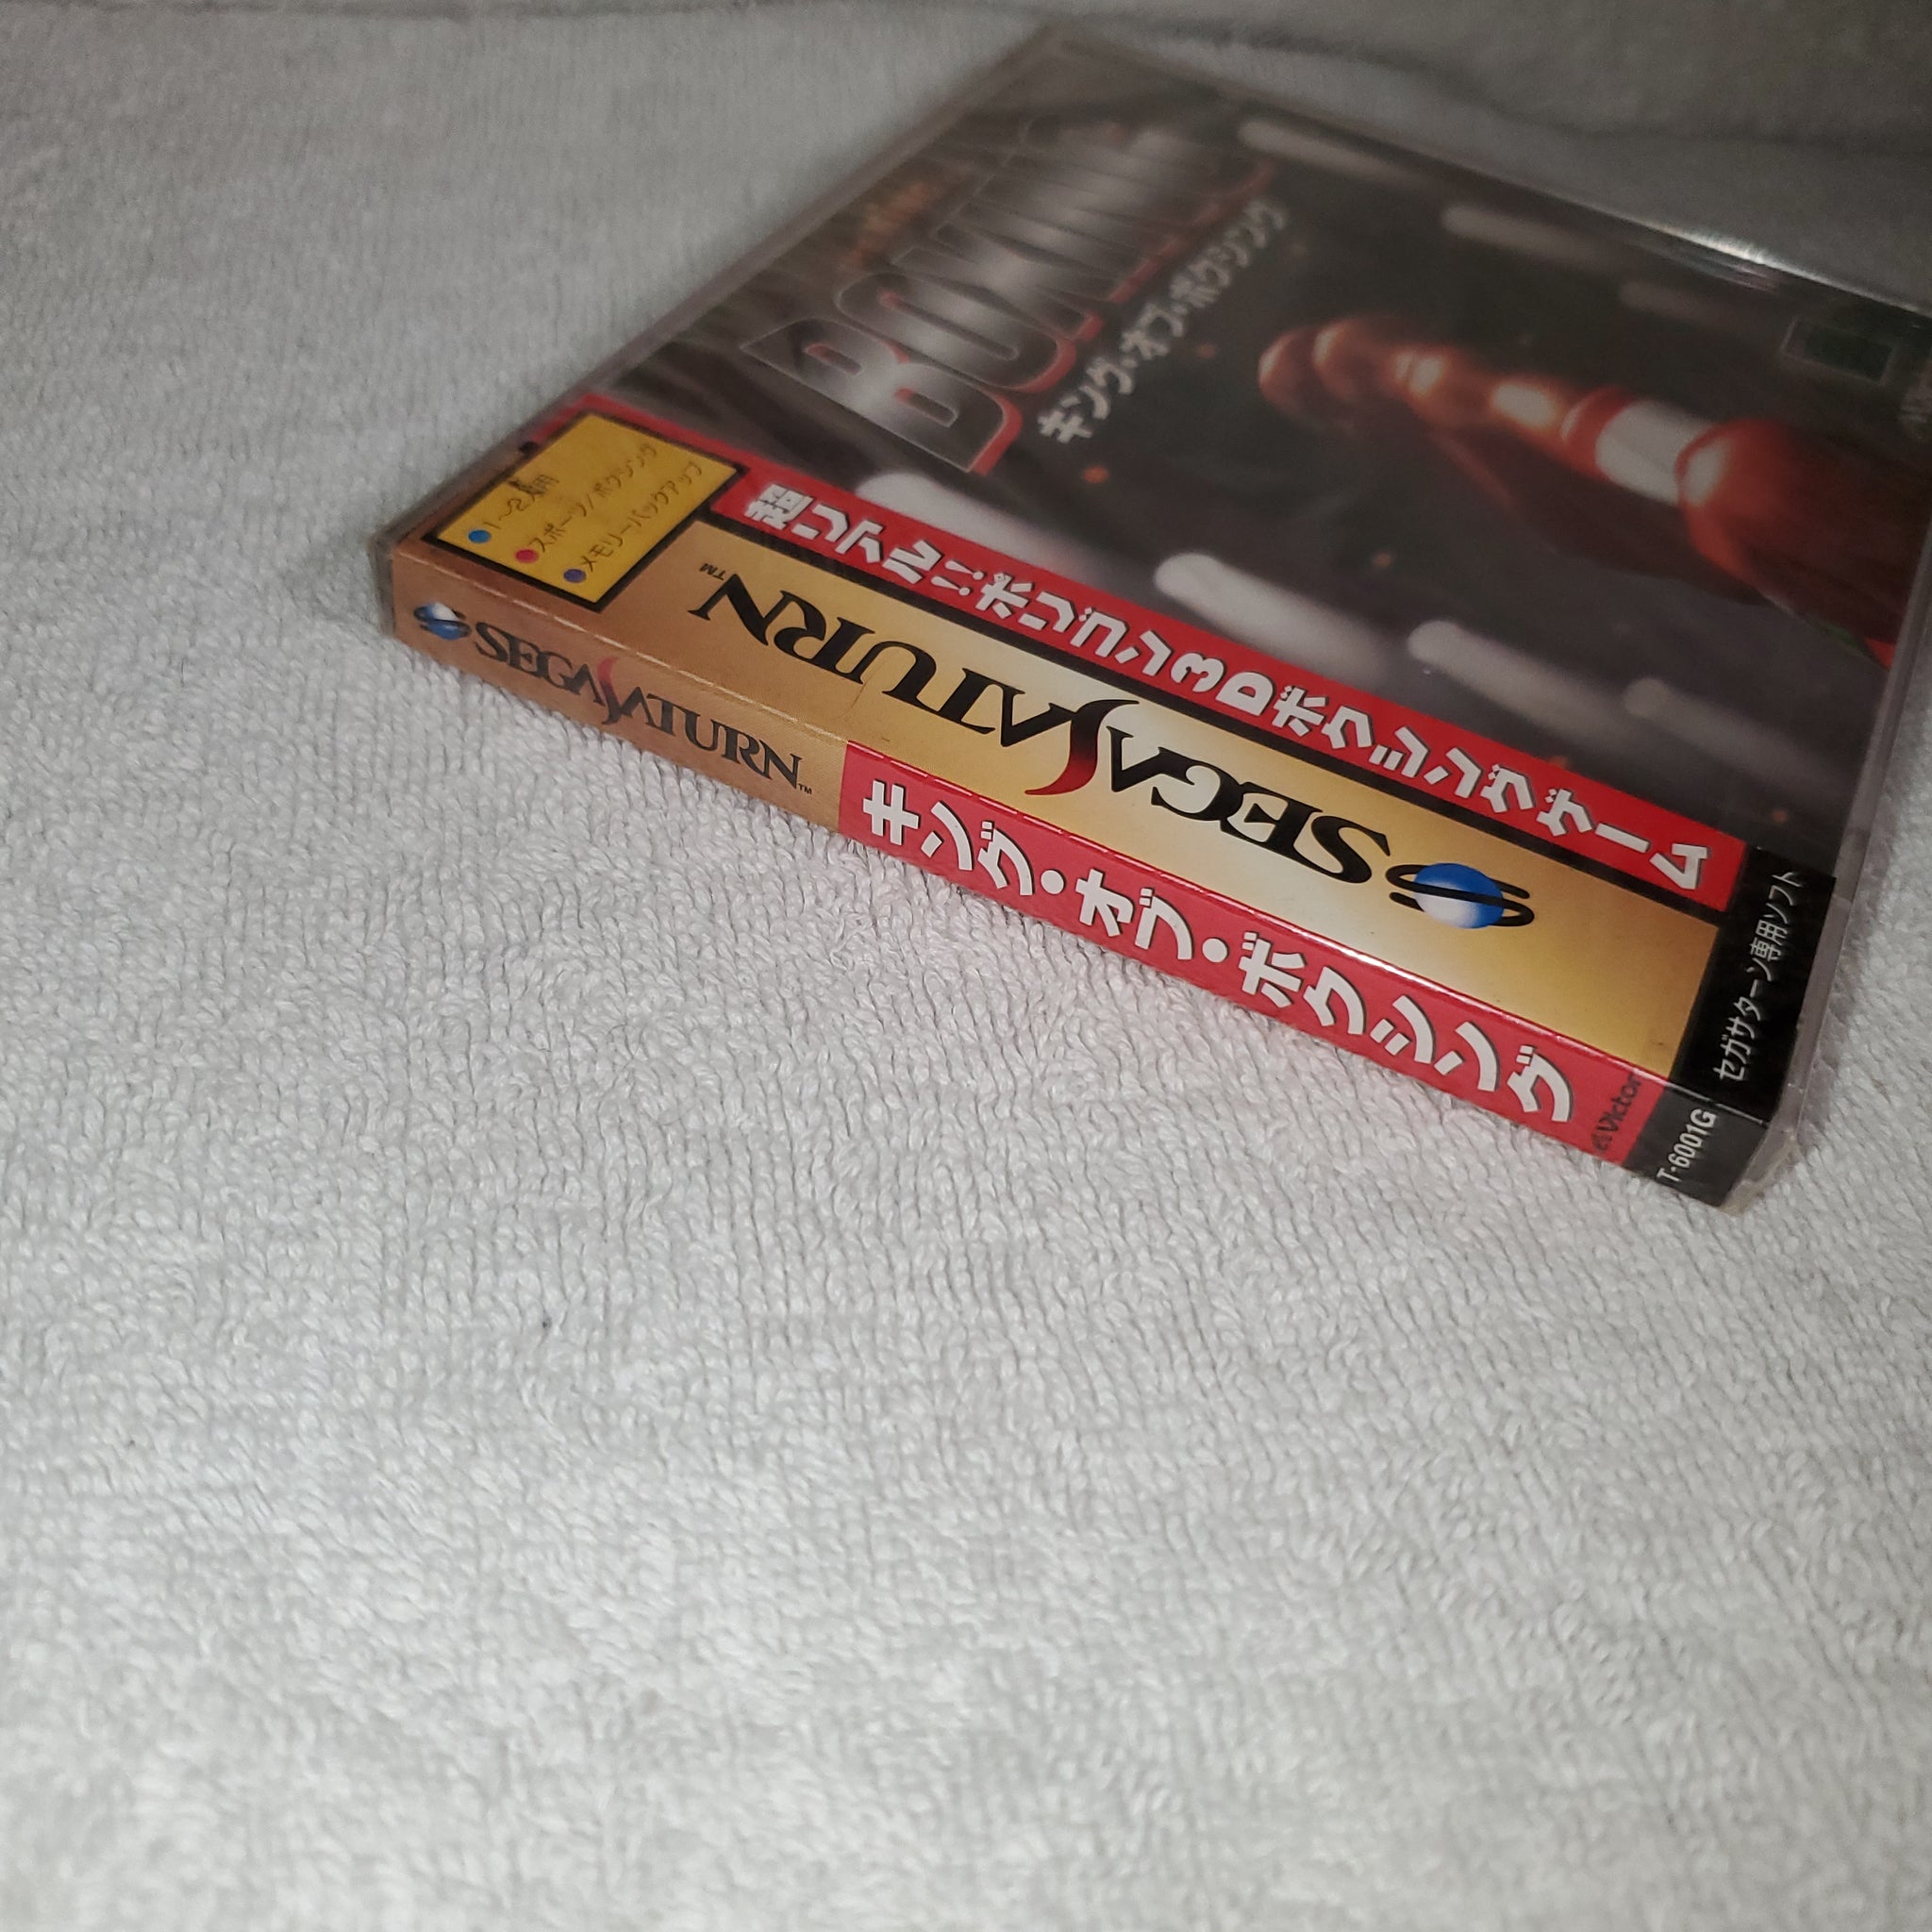 BOXING
キング・オブ・ボクシング
1〜2人用
スポーツ/ボクシング
メモリーバックアップ
超リアル!!ポリゴン3Dボクシングゲーム
SEGA SATURN™
セガサターン専用ソフト
SEGA SATURN™
キング・オブ・ボクシング
Victor
T-6001G